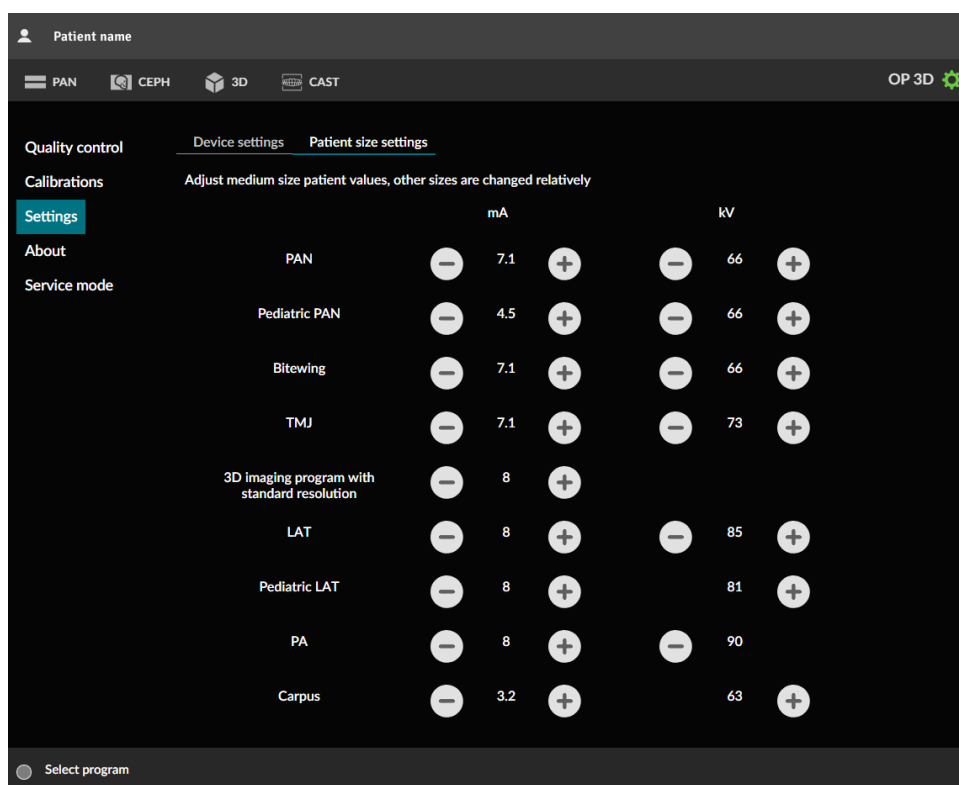 Patient name
PAN CEPH 3D CAST OP 3D
Quality control
Calibrations
Settings
About
Service mode
Device settings Patient size settings
Adjust medium size patient values, other sizes are changed relatively
mA kV
PAN 7.1 66
Pediatric PAN 4.5 66
Bitewing 7.1 66
TMJ 7.1 73
3D imaging program with
standard resolution 8
LAT 8 85
Pediatric LAT 8 81
PA 8 90
Carpus 3.2 63
Select program